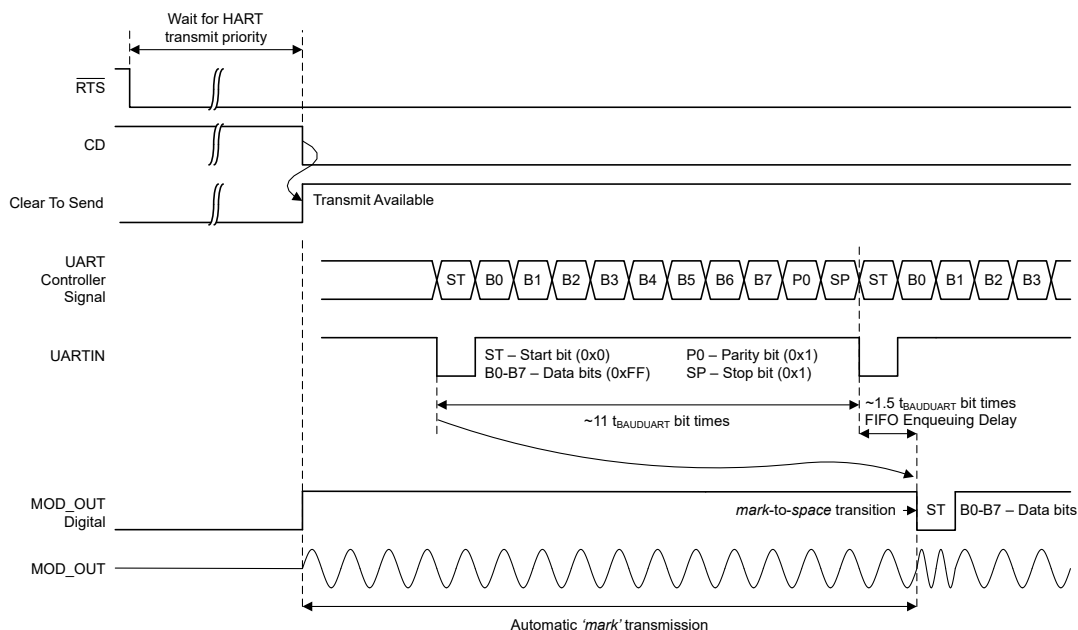 Wait for HART
transmit priority
RTS
CD
Clear To Send
Transmit Available
UART
Controller
Signal
ST B0 B1 B2 B3 B4 B5 B6 B7 P0 SP ST B0 B1 B2 B3
UARTIN
ST – Start bit (0x0) P0 – Parity bit (0x1)
B0-B7 – Data bits (0xFF) SP – Stop bit (0x1)
~11 tBAUDUART bit times
~1.5 tBAUDUART bit times
FIFO Enqueuing Delay
MOD_OUT
Digital
mark-to-space transition
ST B0-B7 – Data bits
MOD_OUT
Automatic 'mark' transmission